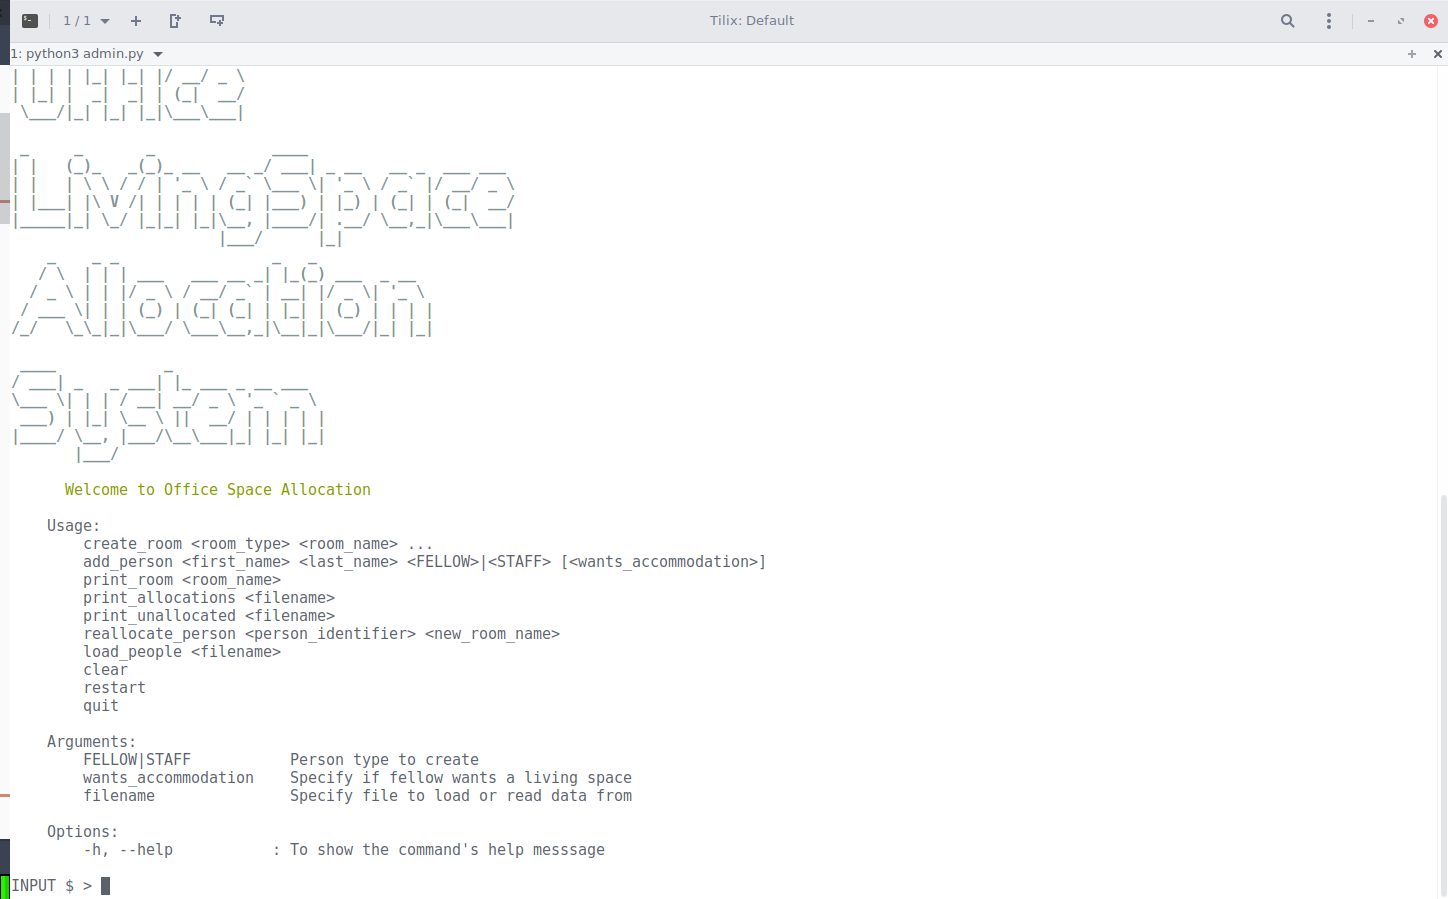 1 / 1
Tilix: Default
1: python3 admin.py
Office
LivingSpace
Allocation
System
Welcome to Office Space Allocation
Usage:
create_room <room_type> <room_name> ...
add_person <first_name> <last_name> <FELLOW>|<STAFF> [<wants_accommodation>]
print_room <room_name>
print_allocations <filename>
print_unallocated <filename>
reallocate_person <person_identifier> <new_room_name>
load_people <filename>
clear
restart
quit
Arguments:
FELLOW|STAFF Person type to create
wants_accommodation Specify if fellow wants a living space
filename Specify file to load or read data from
Options:
-h, --help : To show the command's help messsage
INPUT $ >